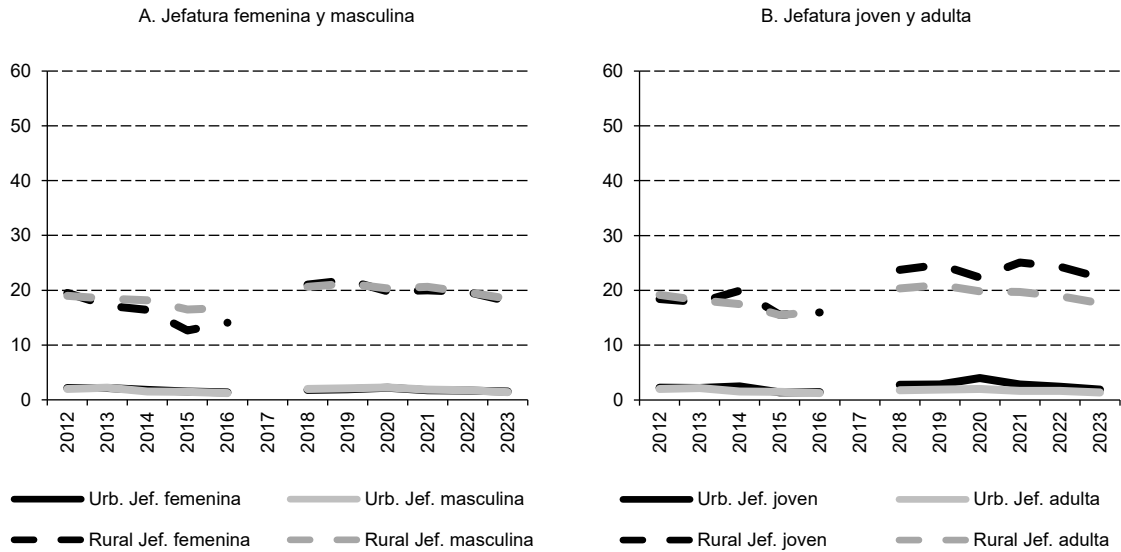 A. Jefatura femenina y masculina
60
50
40
30
20
10
0
2012 2013 2014 2015 2016 2017 2018 2019 2020 2021 2022 2023
Urb. Jef. femenina Urb. Jef. masculina
Rural Jef. femenina Rural Jef. masculina
B. Jefatura joven y adulta
60
50
40
30
20
10
0
2012 2013 2014 2015 2016 2017 2018 2019 2020 2021 2022 2023
Urb. Jef. joven Urb. Jef. adulta
Rural Jef. joven Rural Jef. adulta